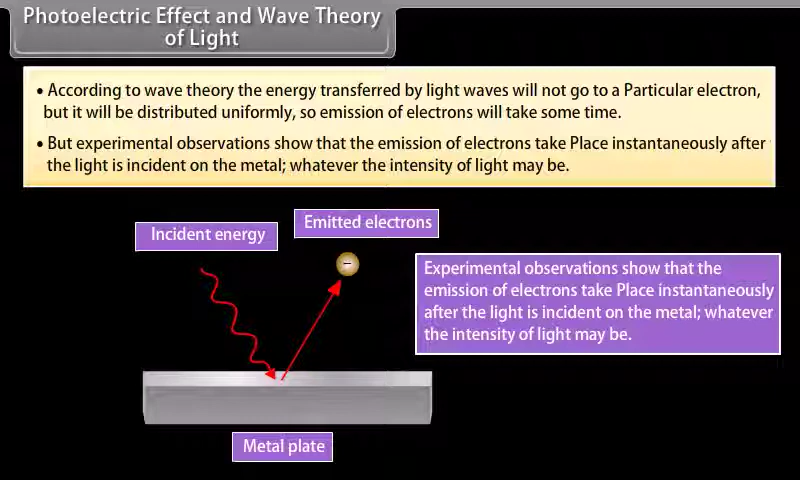 Photoelectric Effect and Wave Theory
of Light
• According to wave theory the energy transferred by light waves will not go to a Particular electron,
but it will be distributed uniformly, so emission of electrons will take some time.
• But experimental observations show that the emission of electrons take Place instantaneously after
the light is incident on the metal; whatever the intensity of light may be.
Incident energy
Emitted electrons
−
Experimental observations show that the
emission of electrons take Place instantaneously
after the light is incident on the metal; whatever
the intensity of light may be.
Metal plate